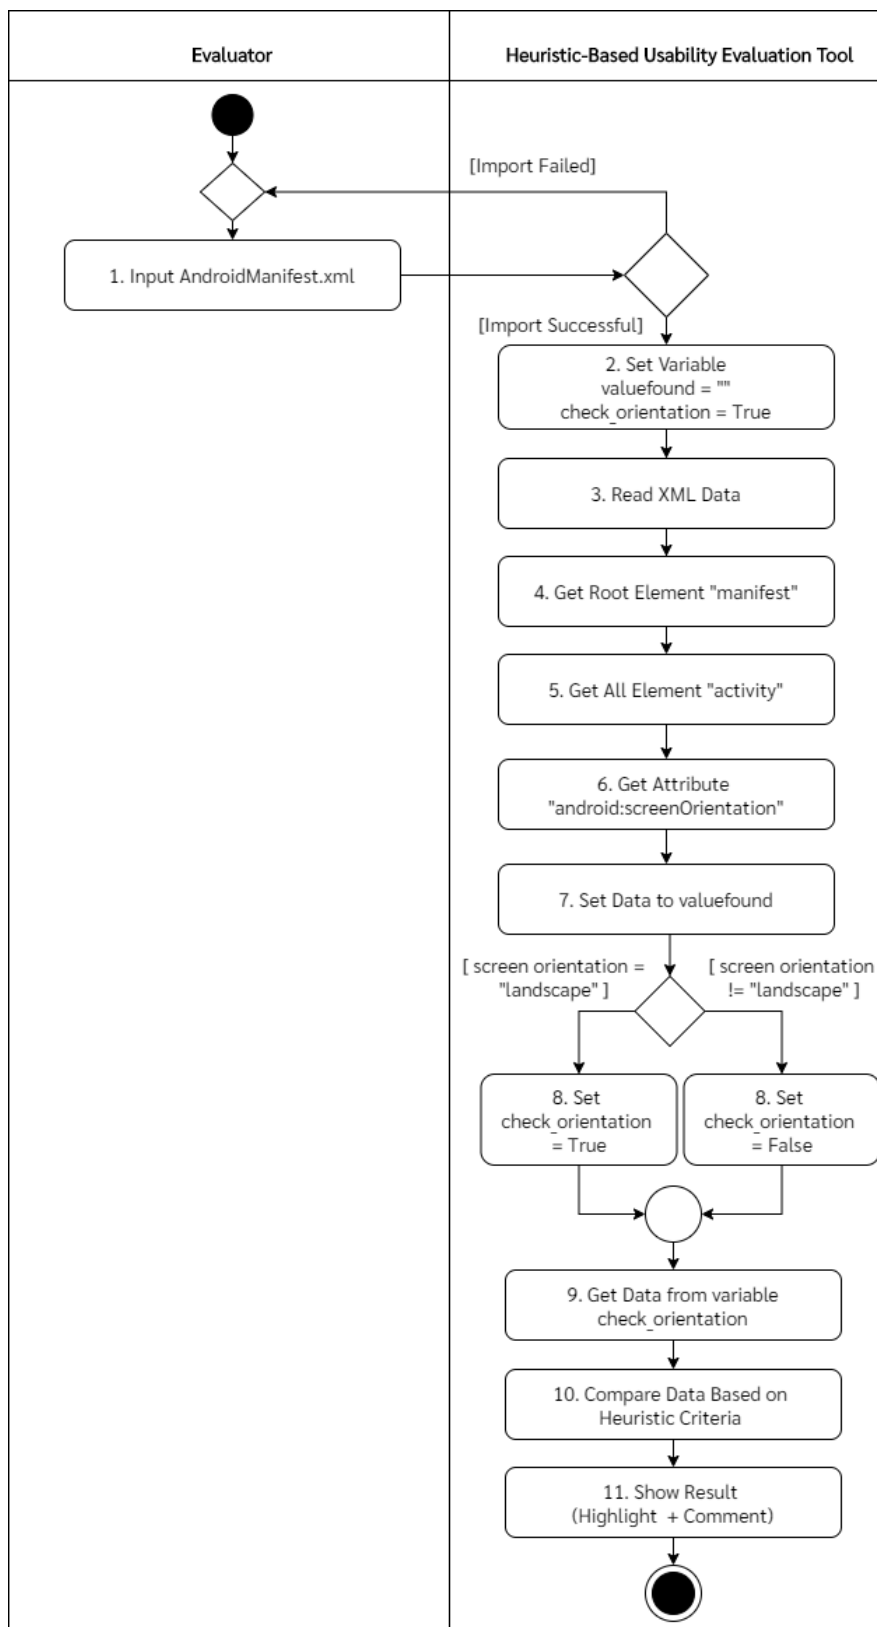 Evaluator
Heuristic-Based Usability Evaluation Tool
[Import Failed]
1. Input AndroidManifest.xml
[Import Successful]
2. Set Variable
valuefound = ""
check_orientation = True
3. Read XML Data
4. Get Root Element "manifest"
5. Get All Element "activity"
6. Get Attribute
"android:screenOrientation"
7. Set Data to valuefound
[ screen orientation =
"landscape" ]
[ screen orientation
!= "landscape" ]
8. Set
check_orientation
= True
8. Set
check_orientation
= False
9. Get Data from variable
check_orientation
10. Compare Data Based on
Heuristic Criteria
11. Show Result
(Highlight + Comment)